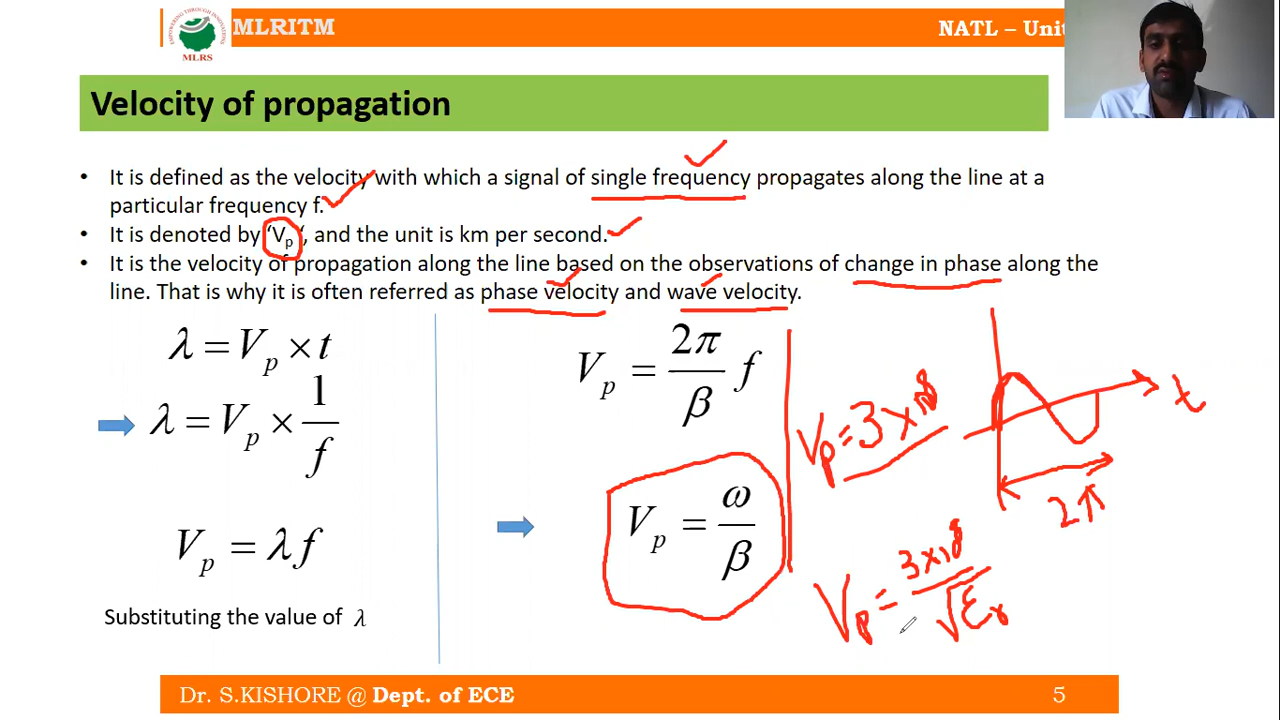 MLRITM
NATL – Unit
EMPOWERING THROUGH INNOVATIONS
MLRS
Velocity of propagation
• It is defined as the velocity with which a signal of single frequency propagates along the line at a
particular frequency f.
• It is denoted by ‘Vₚ‘, and the unit is km per second.
• It is the velocity of propagation along the line based on the observations of change in phase along the
line. That is why it is often referred as phase velocity and wave velocity.
λ = Vₚ × t
λ = Vₚ × 1/f
Vₚ = λ f
Substituting the value of λ
Vₚ = 2π/β f
Vₚ = ω/β
Vp = 3 × 10⁸
t
2π
Vp = 3×10⁸/√εr
Dr. S.KISHORE @ Dept. of ECE
5